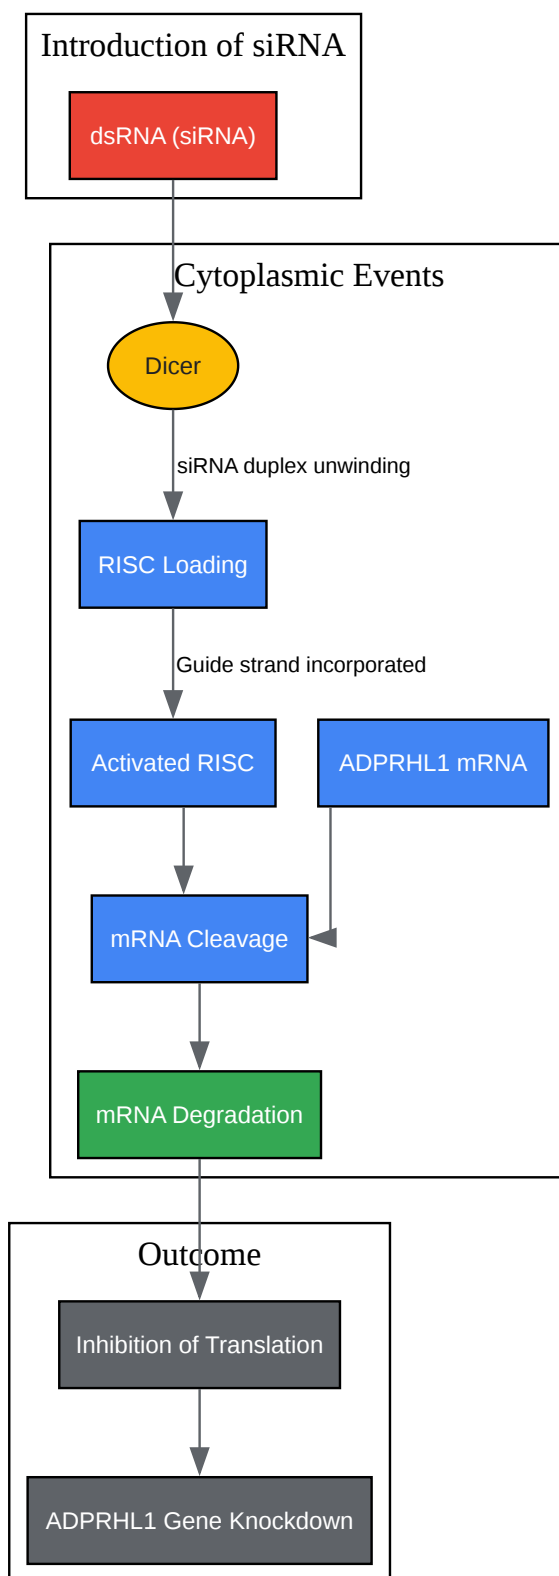 Introduction of siRNA
dsRNA (siRNA)
Cytoplasmic Events
Dicer
siRNA duplex unwinding
RISC Loading
Guide strand incorporated
Activated RISC
ADPRHL1 mRNA
mRNA Cleavage
mRNA Degradation
Outcome
Inhibition of Translation
ADPRHL1 Gene Knockdown